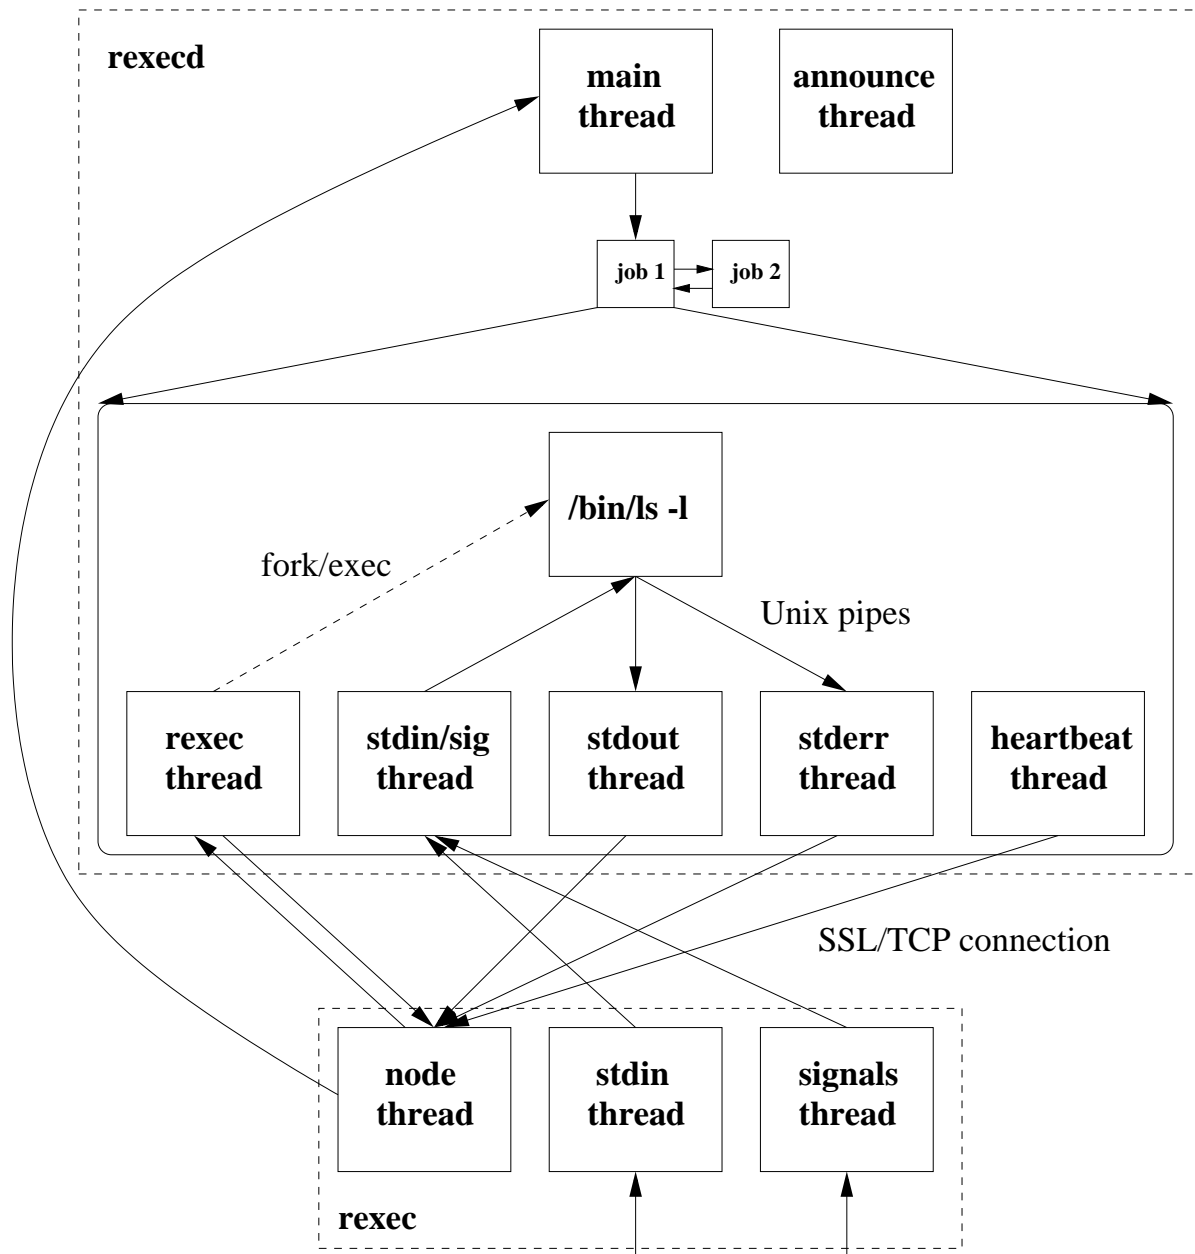 rexecd
main
thread
announce
thread
job 1
job 2
/bin/ls -l
fork/exec
Unix pipes
rexec
thread
stdin/sig
thread
stdout
thread
stderr
thread
heartbeat
thread
SSL/TCP connection
node
thread
stdin
thread
signals
thread
rexec